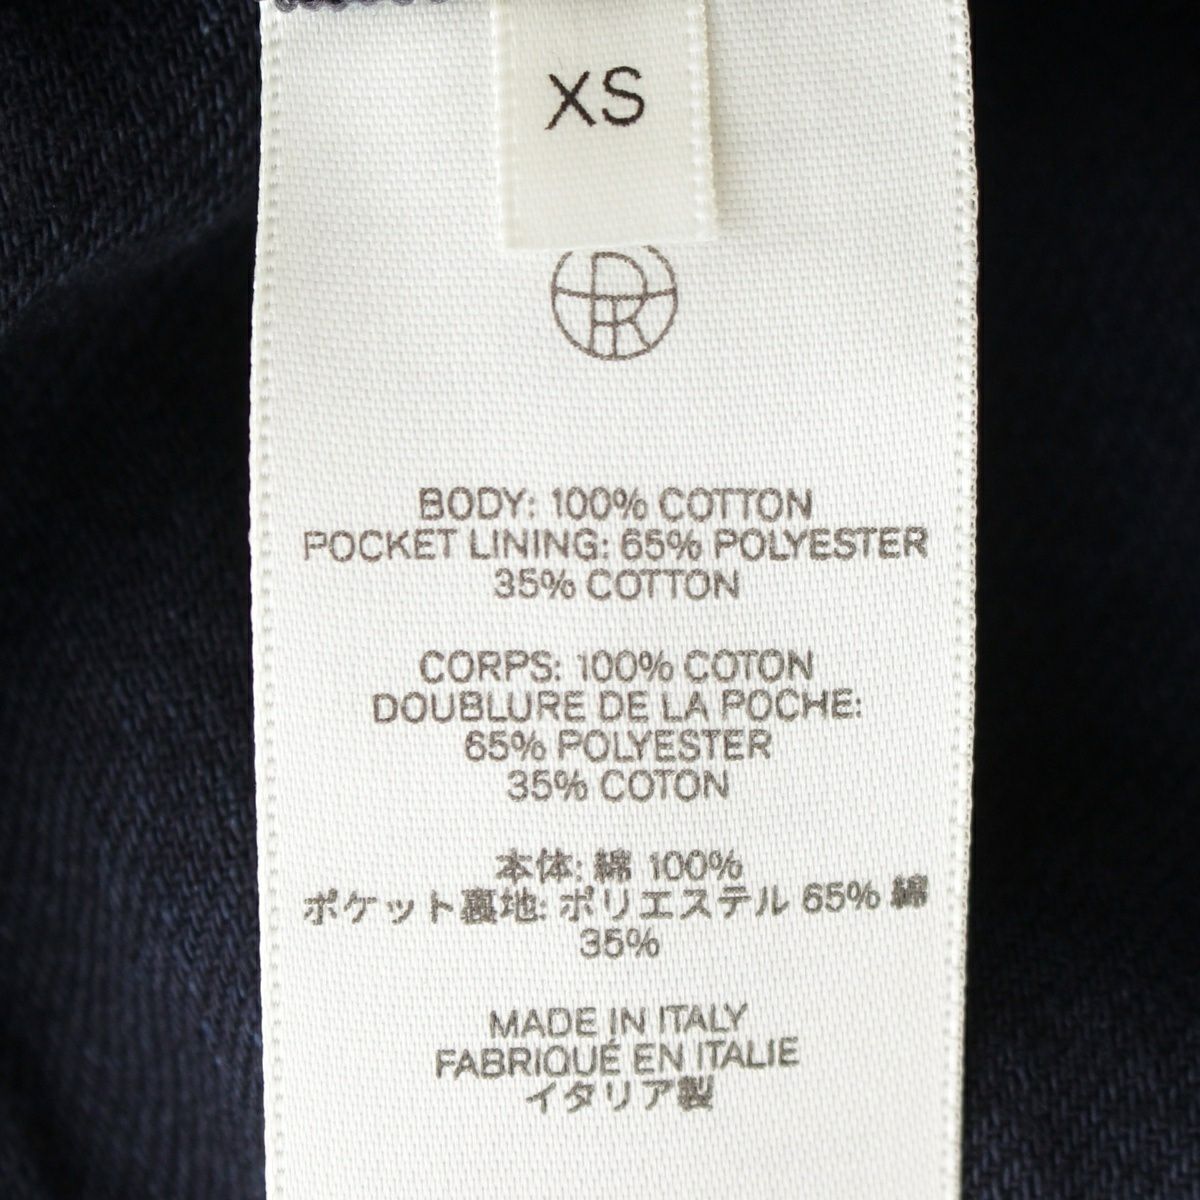 XS
BODY: 100% COTTON
POCKET LINING: 65% POLYESTER
35% COTTON
CORPS: 100% COTON
DOUBLURE DE LA POCHE:
65% POLYESTER
35% COTON
本体: 綿 100%
ポケット裏地: ポリエステル 65% 綿
35%
MADE IN ITALY
FABRIQUÉ EN ITALIE
イタリア製